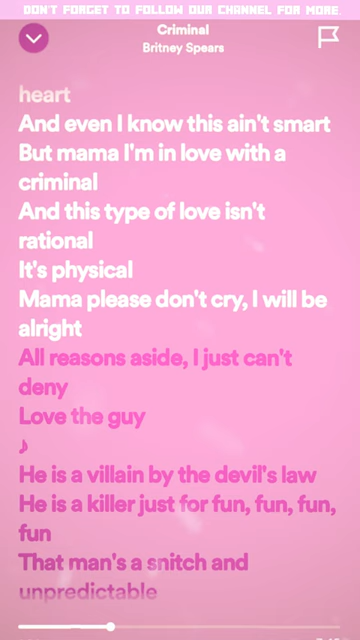 DON'T FORGET TO FOLLOW OUR CHANNEL FOR MORE.
Criminal
Britney Spears
heart
And even I know this ain't smart
But mama I'm in love with a
criminal
And this type of love isn't
rational
It's physical
Mama please don't cry, I will be
alright
All reasons aside, I just can't
deny
Love the guy
♪
He is a villain by the devil's law
He is a killer just for fun, fun, fun,
fun
That man's a snitch and
unpredictable